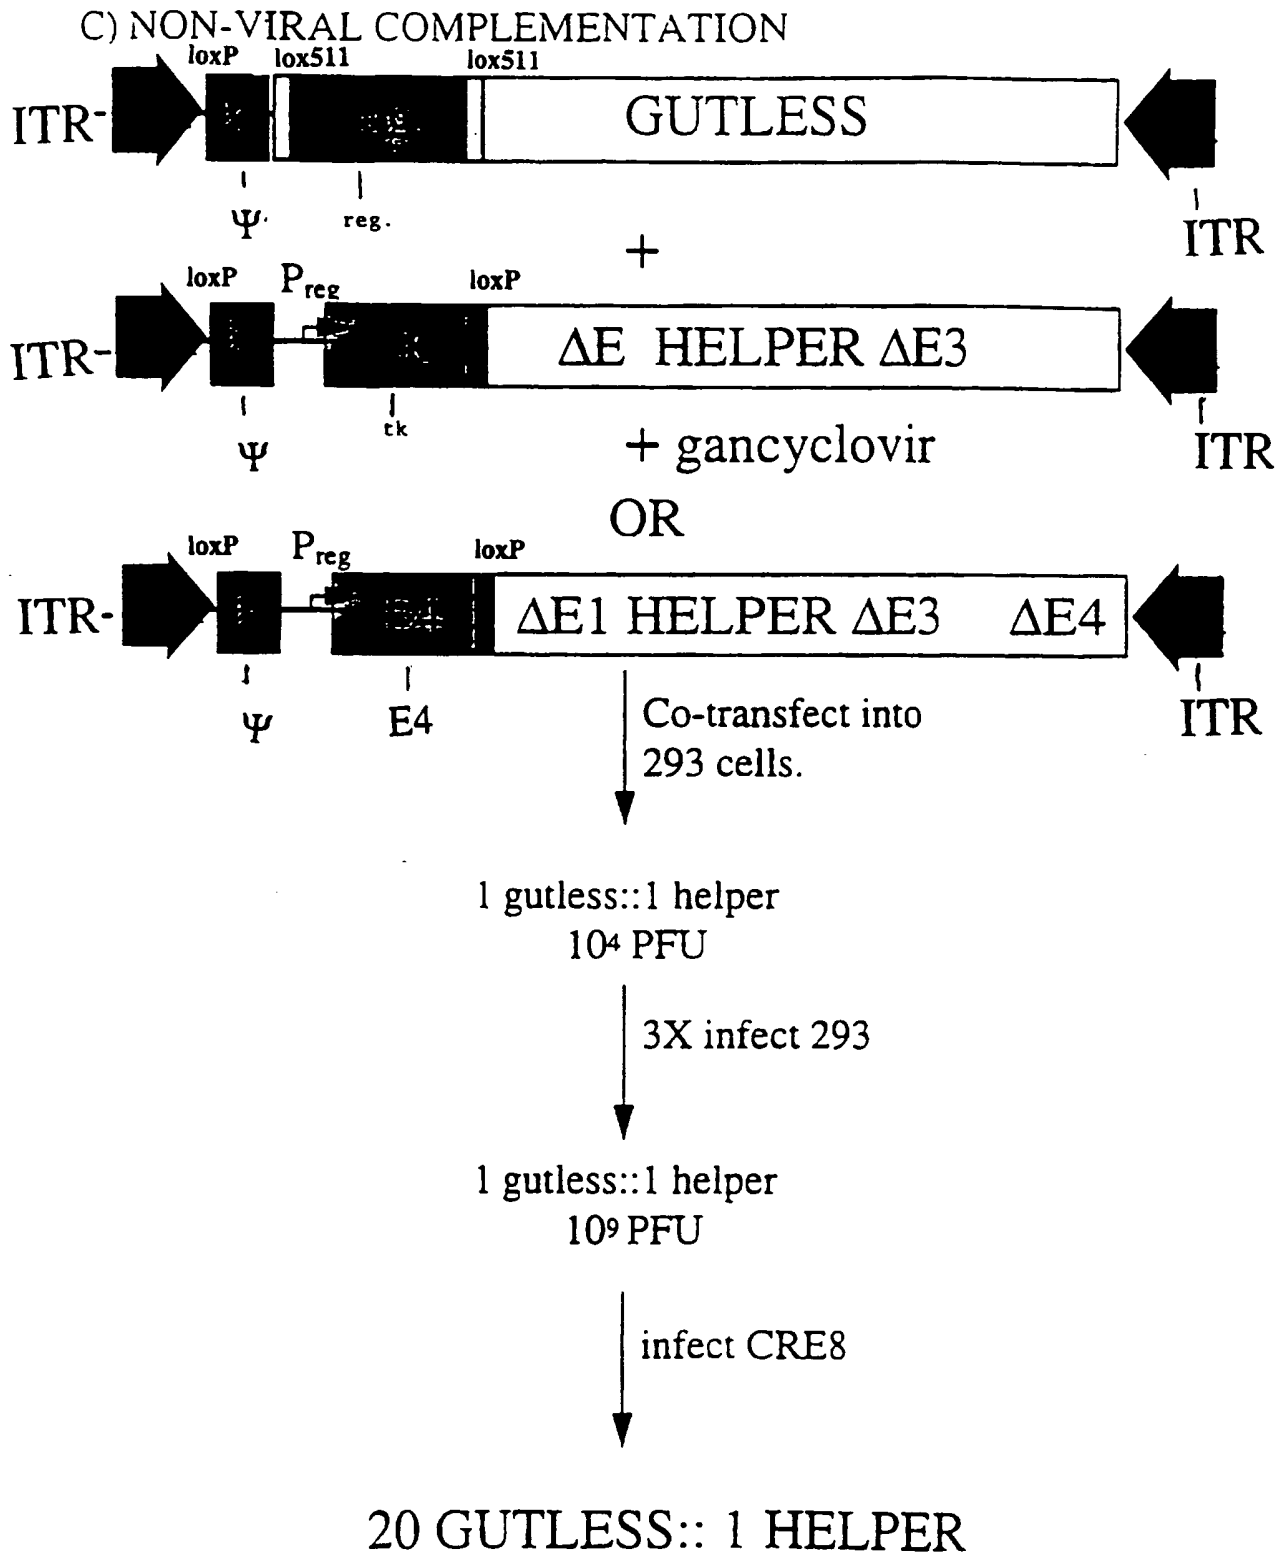 C) NON-VIRAL COMPLEMENTATION
loxP lox511 lox511
ITR- GUTLESS
Ψ reg. ITR
+
loxP Preg loxP
ITR- ΔE HELPER ΔE3
Ψ tk ITR
+ gancyclovir
OR
loxP Preg loxP
ITR- ΔE1 HELPER ΔE3 ΔE4
Ψ E4 ITR
Co-transfect into
293 cells.
1 gutless::1 helper
10⁴ PFU
3X infect 293
1 gutless::1 helper
10⁹ PFU
infect CRE8
20 GUTLESS:: 1 HELPER